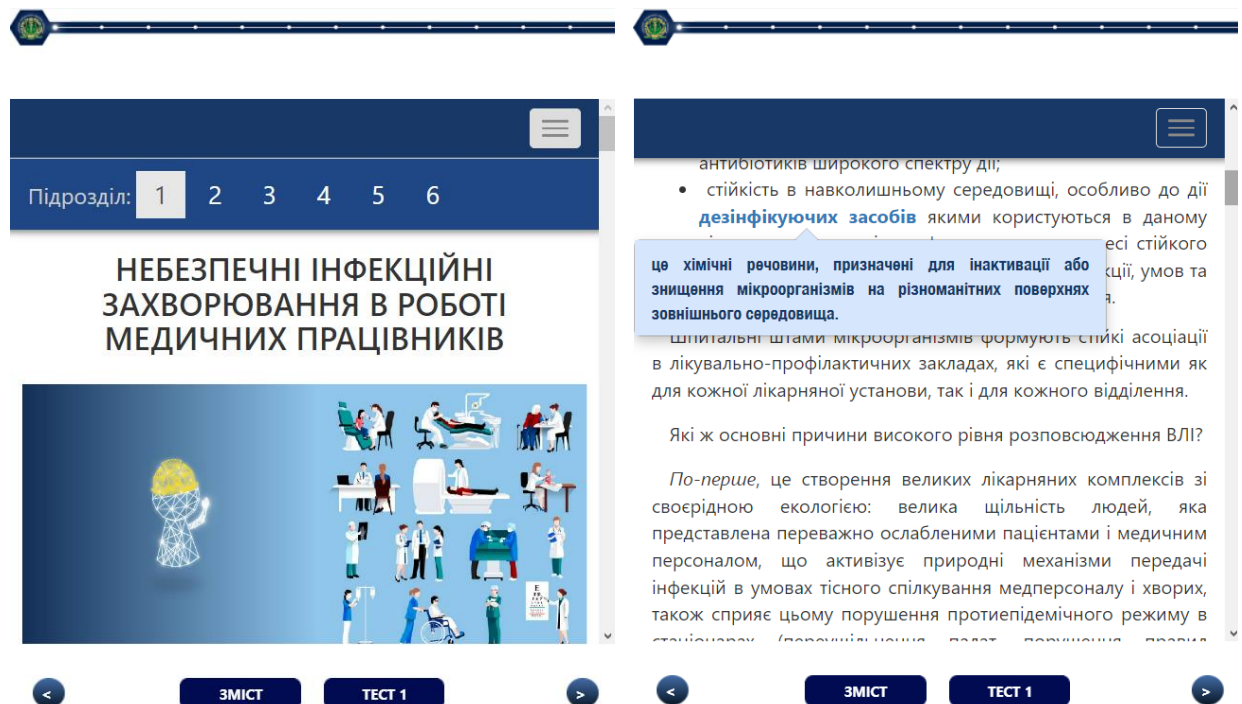 Підрозділ: 1 2 3 4 5 6
НЕБЕЗПЕЧНІ ІНФЕКЦІЙНІ
ЗАХВОРЮВАННЯ В РОБОТІ
МЕДИЧНИХ ПРАЦІВНИКІВ
< ЗМІСТ ТЕСТ 1 >
антибіотиків широкого спектру дії;
• стійкість в навколишньому середовищі, особливо до дії
дезінфікуючих засобів якими користуються в даному
есі стійкого
це хімічні речовини, призначені для інактивації або
кції, умов та
знищення мікроорганізмів на різноманітних поверхнях
зовнішнього середовища.
Шпитальні штами мікроорганізмів формують стійкі асоціації
в лікувально-профілактичних закладах, які є специфічними як
для кожної лікарняної установи, так і для кожного відділення.
Які ж основні причини високого рівня розповсюдження ВЛІ?
По-перше, це створення великих лікарняних комплексів зі
своєрідною екологією: велика щільність людей, яка
представлена переважно ослабленими пацієнтами і медичним
персоналом, що активізує природні механізми передачі
інфекцій в умовах тісного спілкування медперсоналу і хворих,
також сприяє цьому порушення протиепідемічного режиму в
стаціонарах (переущільнення палат, порушення правил
< ЗМІСТ ТЕСТ 1 >